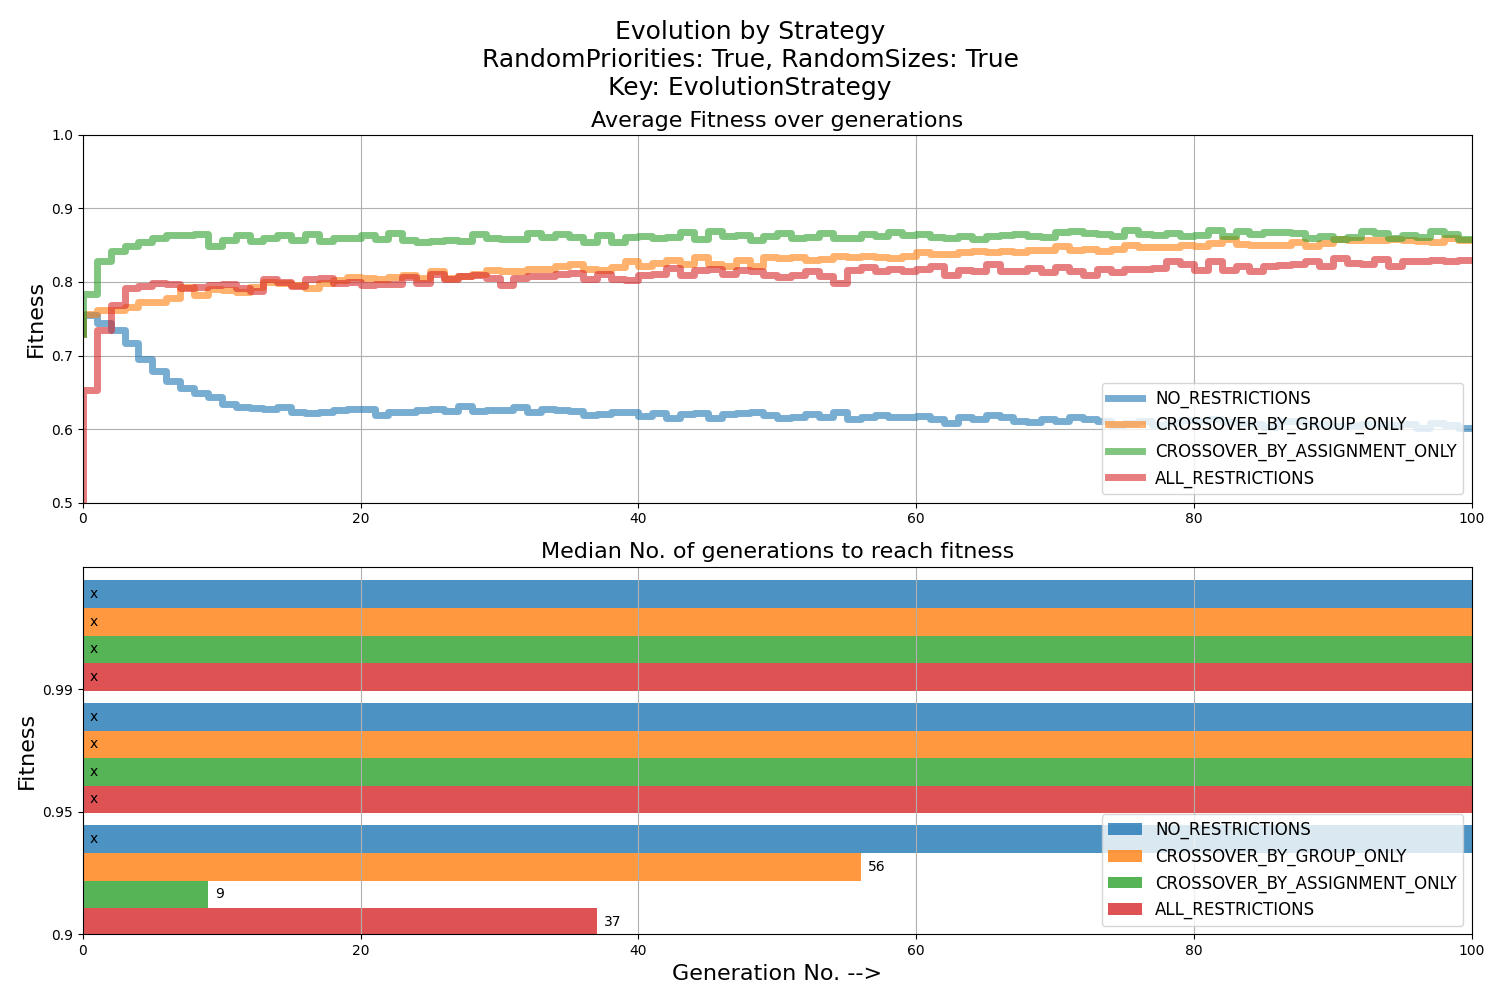 Evolution by Strategy
RandomPriorities: True, RandomSizes: True
Key: EvolutionStrategy
Average Fitness over generations
1.0
0.9
0.8
0.7
0.6
0.5
Fitness
NO_RESTRICTIONS
CROSSOVER_BY_GROUP_ONLY
CROSSOVER_BY_ASSIGNMENT_ONLY
ALL_RESTRICTIONS
0 20 40 60 80 100
Median No. of generations to reach fitness
x
x
x
x
0.99
x
x
x
x
0.95
x
56
9
37
0.9
Fitness
NO_RESTRICTIONS
CROSSOVER_BY_GROUP_ONLY
CROSSOVER_BY_ASSIGNMENT_ONLY
ALL_RESTRICTIONS
0 20 40 60 80 100
Generation No. -->